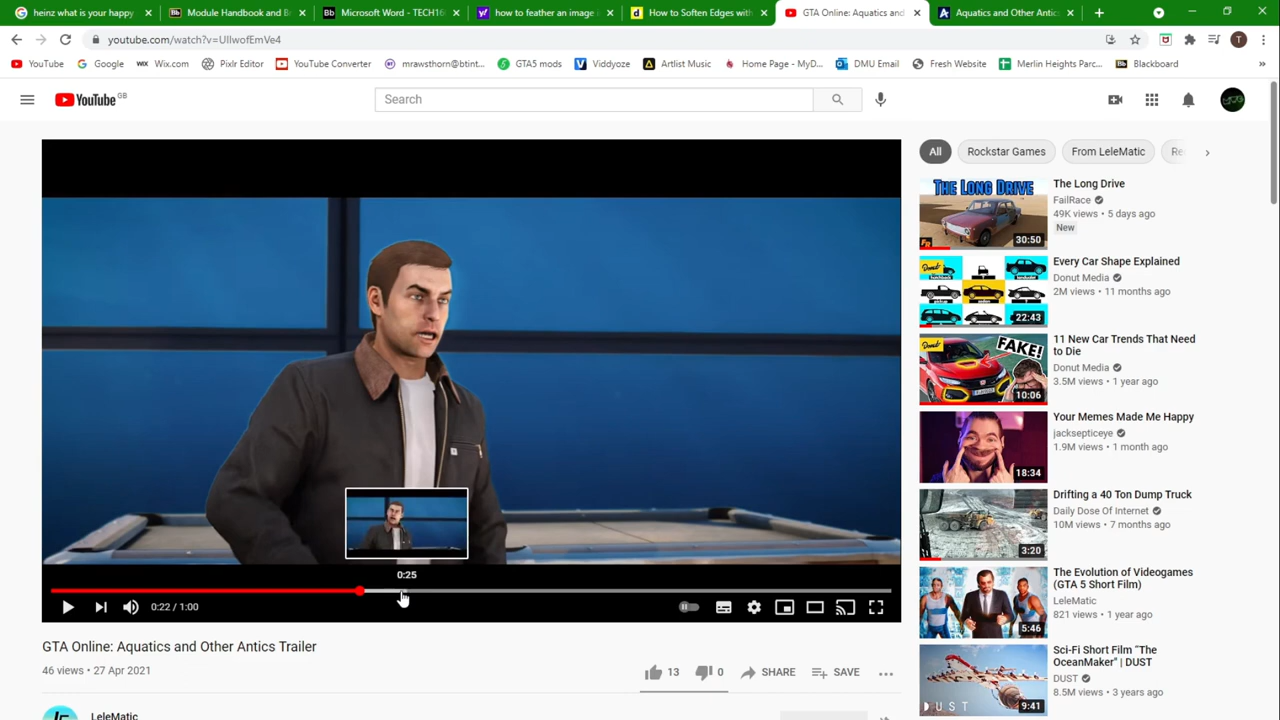 heinz what is your happy
Module Handbook and B
Microsoft Word - TECH16
how to feather an image i
How to Soften Edges with
GTA Online: Aquatics and
Aquatics and Other Antic
youtube.com/watch?v=UIIwofEmVe4
YouTube
Google
Wix.com
Pixlr Editor
YouTube Converter
mrawsthorn@btint...
GTA5 mods
Viddyoze
Artlist Music
Home Page - MyD...
DMU Email
Fresh Website
Merlin Heights Parc...
Blackboard
YouTube GB
Search
All
Rockstar Games
From LeleMatic
Re
THE LONG DRIVE
30:50
The Long Drive
FailRace
49K views • 5 days ago
New
Donut
22:43
Every Car Shape Explained
Donut Media
2M views • 11 months ago
Donut
FAKE!
10:06
11 New Car Trends That Need
to Die
Donut Media
3.5M views • 1 year ago
18:34
Your Memes Made Me Happy
jacksepticeye
1.9M views • 1 month ago
3:20
Drifting a 40 Ton Dump Truck
Daily Dose Of Internet
10M views • 7 months ago
5:46
The Evolution of Videogames
(GTA 5 Short Film)
LeleMatic
821 views • 1 year ago
DUST
9:41
Sci-Fi Short Film "The
OceanMaker" | DUST
DUST
8.5M views • 3 years ago
0:25
0:22 / 1:00
GTA Online: Aquatics and Other Antics Trailer
46 views • 27 Apr 2021
13
0
SHARE
SAVE
LeleMatic